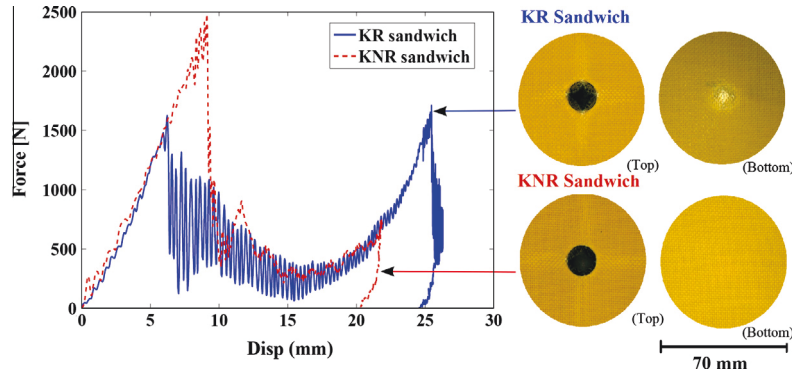 2500
2000
1500
1000
500
0
Force [N]
KR sandwich
KNR sandwich
0
5
10
15
20
25
30
Disp (mm)
KR Sandwich
(Top)
(Bottom)
KNR Sandwich
(Top)
(Bottom)
70 mm